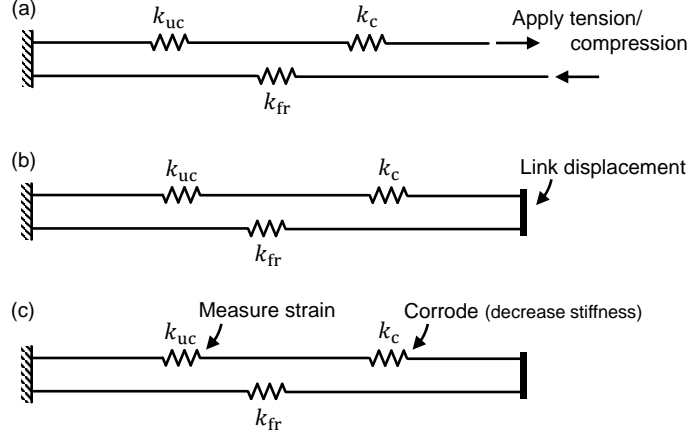 (a)
k_uc
k_c
Apply tension/
compression
k_fr
(b)
k_uc
k_c
Link displacement
k_fr
(c)
Measure strain
Corrode (decrease stiffness)
k_uc
k_c
k_fr